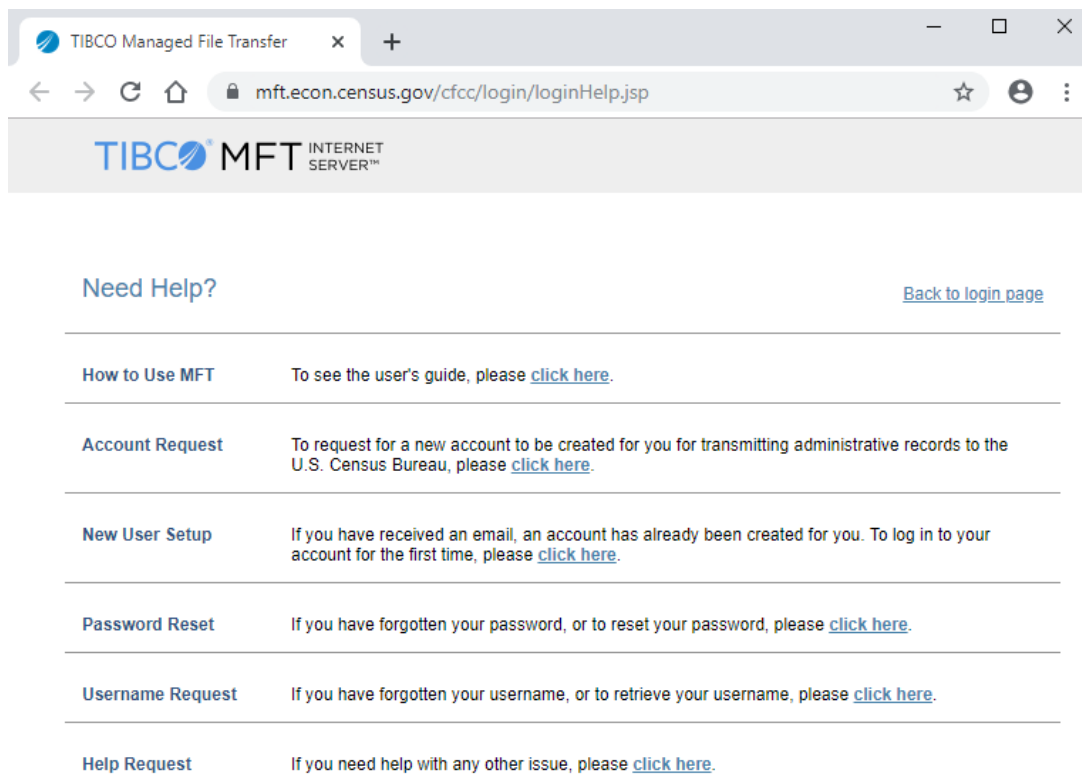 TIBCO Managed File Transfer
mft.econ.census.gov/cfcc/login/loginHelp.jsp
TIBCO® MFT INTERNET SERVER™
Need Help?
Back to login page
How to Use MFT To see the user's guide, please click here.
Account Request To request for a new account to be created for you for transmitting administrative records to the
U.S. Census Bureau, please click here.
New User Setup If you have received an email, an account has already been created for you. To log in to your
account for the first time, please click here.
Password Reset If you have forgotten your password, or to reset your password, please click here.
Username Request If you have forgotten your username, or to retrieve your username, please click here.
Help Request If you need help with any other issue, please click here.